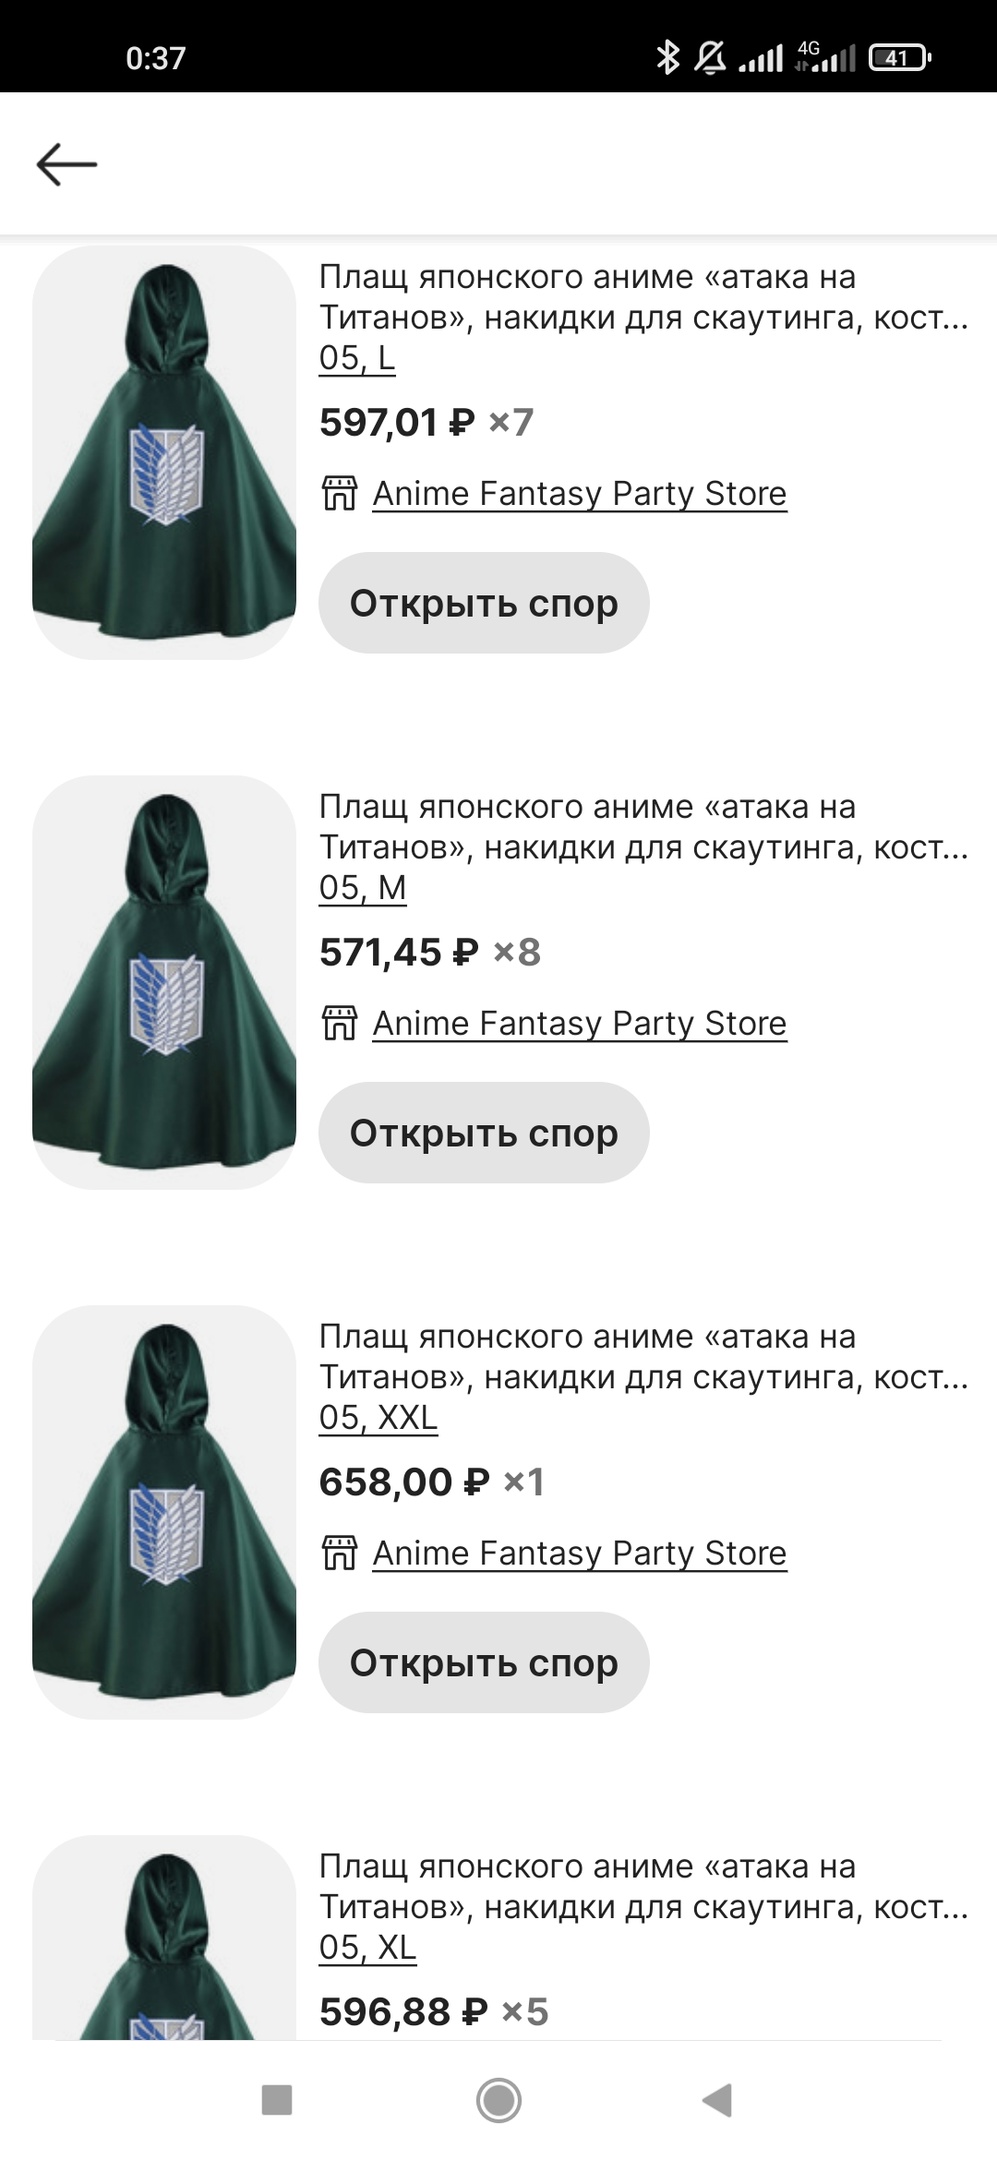 0:37
4G
41
Плащ японского аниме «атака на
Титанов», накидки для скаутинга, кост...
05, L
597,01 ₽ ×7
Anime Fantasy Party Store
Открыть спор
Плащ японского аниме «атака на
Титанов», накидки для скаутинга, кост...
05, M
571,45 ₽ ×8
Anime Fantasy Party Store
Открыть спор
Плащ японского аниме «атака на
Титанов», накидки для скаутинга, кост...
05, XXL
658,00 ₽ ×1
Anime Fantasy Party Store
Открыть спор
Плащ японского аниме «атака на
Титанов», накидки для скаутинга, кост...
05, XL
596,88 ₽ ×5